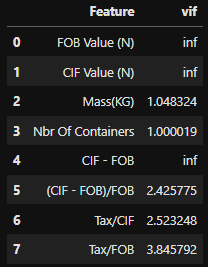 Feature vif
0 FOB Value (N) inf
1 CIF Value (N) inf
2 Mass(KG) 1.048324
3 Nbr Of Containers 1.000019
4 CIF - FOB inf
5 (CIF - FOB)/FOB 2.425775
6 Tax/CIF 2.523248
7 Tax/FOB 3.845792